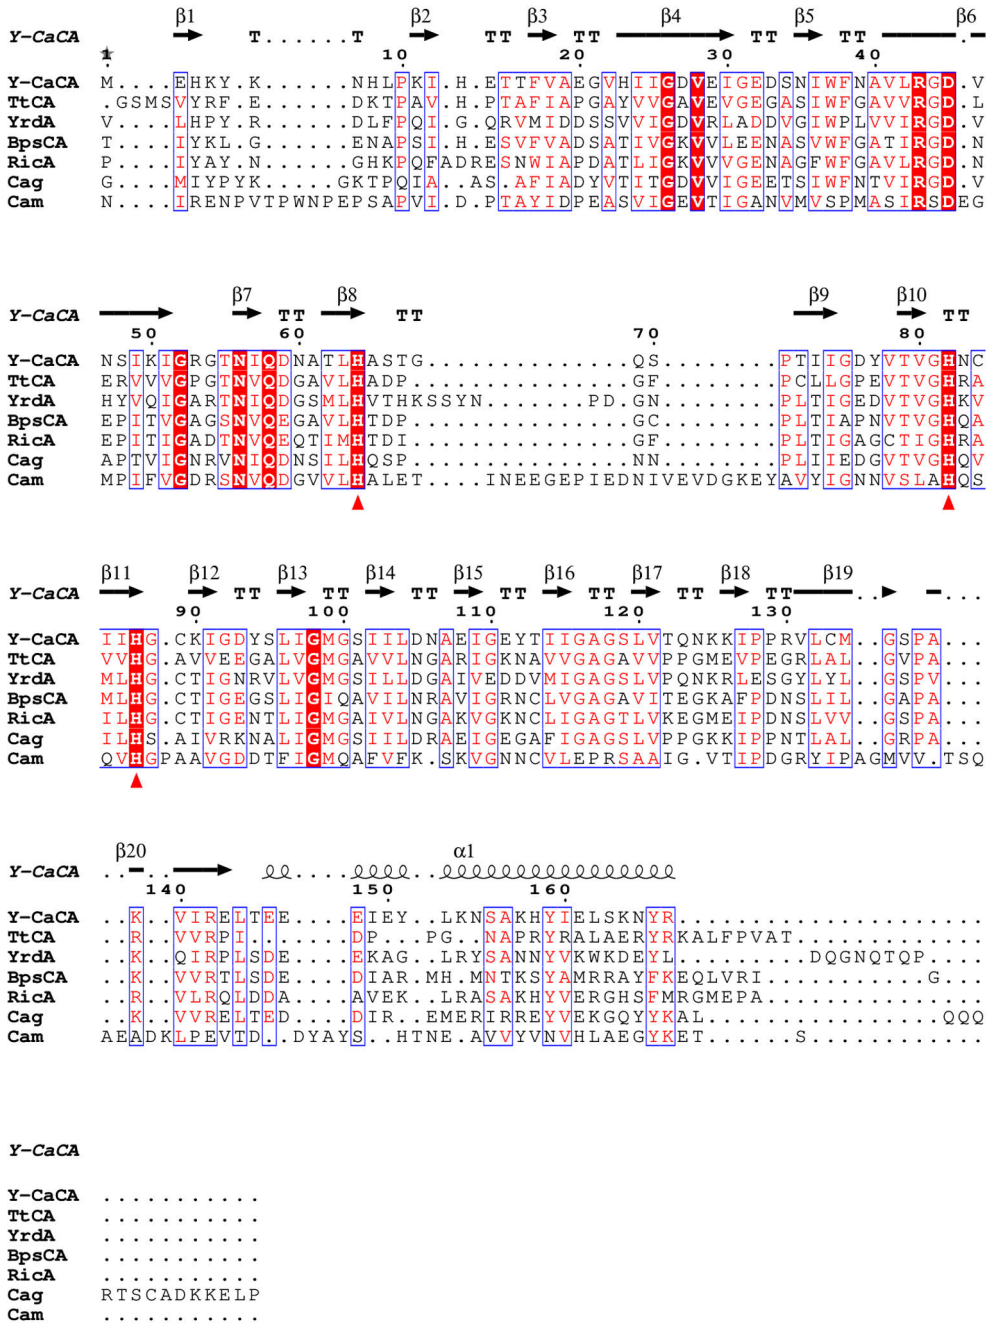 β1 β2 β3 β4 β5 β6
Y-CaCA T.......T TT TT TT TT .
1 10 20 30 40
Y-CaCA M....EHKY.K......NHLPKI.H.ETTFVAEGVHIIGDVEIGEDSNIWFNAVLRGD.V
TtCA .GSMSVYRF.E......DKTPAV.H.PTAFIAPGAYVVGAVEVGEGASIWFGAVVRGD.L
YrdA V....LHPY.R......DLFPQI.G.QRVMIDDSSVVIGDVRLADDVGIWPLVVIRGD.V
BpsCA T....IYKL.G......ENAPSI.H.ESVFVADSATIVGKVVLEENASIWFGATIRGD.N
RicA P....IYAY.N......GHKPQFADRESNWIAPDATLIGKVVVGENAGFWFGAVLRGD.N
Cag G....MIYPYK......GKTPQIA..AS.AFIADYVTITGDVVIGEETSIWFNTVIRGD.V
Cam N....IRENPVTPWNPEPSAPVI.D.PTAYIDPEASVIGEVTIGANVMVSPMASIRSDEG
β7 β8 β9 β10
Y-CaCA TT TT TT
50 60 70 80
Y-CaCA NSIKIGRGTNIQDNATLHASTG..............QS.........PTIIGDYVTVGHNC
TtCA ERVVVGPGTNVQDGAVLHADP...............GF.........PCLLGPEVTVGHRA
YrdA HYVQIGARTNIQDGSMLHVTHKSSYN.......PD.GN.........PLTIGEDVTVGHKV
BpsCA EPITVGAGSNVQEGAVLHTDP...............GC.........PLTIAPNVTVGHQA
RicA EPITIGADTNVQEQTIMHTDI...............GF.........PLTIGAGCTIGHRA
Cag APTVIGNRVNIQDNSILHQSP...............NN.........PLIIEDGVTVGHQV
Cam MPIFVGDRSNVQDGVVLHALET....INEEGEPIEDNIVEVDGKEYAVYIGNNVSLAHQS
β11 β12 β13 β14 β15 β16 β17 β18 β19
Y-CaCA TT TT TT TT TT TT .. ..
90 100 110 120 130
Y-CaCA IIHG.CKIGDYSLIGMGSIILDNAEIGEYTIIGAGSLVTQNKKIPPRVLCM..GSPA...
TtCA VVHG.AVVEEGALVGMGAVVLNGARIGKNAVVGAGAVVPPGMEVPEGRLAL..GVPA...
YrdA MLHG.CTIGNRVLVGMGSILLDGAIVEDDVMIGAGSLVPQNKRLESGYLYL..GSPV...
BpsCA MLHG.CTIGEGSLIGIQAVILNRAVIGRNCLVGAGAVITEGKAFPDNSLIL..GAPA...
RicA ILHG.CTIGENTLIGMGAIVLNGAKVGKNCLIGAGTLVKEGMEIPDNSLVV..GSPA...
Cag ILHS.AIVRKNALIGMGSIILDRAEIGEGAFIGAGSLVPPGKKIPPNTLAL..GRPA...
Cam QVHGPAAVGDDTFIGMQAFVFK.SKVGNNCVLEPRSAAIG.VTIPDGRYIPAGMVV.TSQ
β20 α1
Y-CaCA
140 150 160
Y-CaCA ..K..VIRELTEE....EIEY..LKNSAKHYIELSKNYR.....................
TtCA ..R..VVRPI.......DP...PG..NAPRYRALAERYRKALFPVAT.............
YrdA ..K..QIRPLSDE....EKAG..LRYSANNYVKWKDEYL.........DQGNQTQP....
BpsCA ..K..VVRTLSDE....DIAR.MH.MNTKSYAMRRAYFKEQLVRI...........G...
RicA ..R..VLRQLDDA....AVEK..LRASAKHYVERGHSFMRGMEPA...............
Cag ..K..VVRELTED....DIR..EMERIRREYVEKGQYYKAL................QQQ
Cam AEADKLPEVTD..DYAYS..HTNE.AVVYVNVHLAEGYKET......S............
Y-CaCA
Y-CaCA ...........
TtCA ...........
YrdA ...........
BpsCA ...........
RicA ...........
Cag RTSCADKKELP
Cam ...........